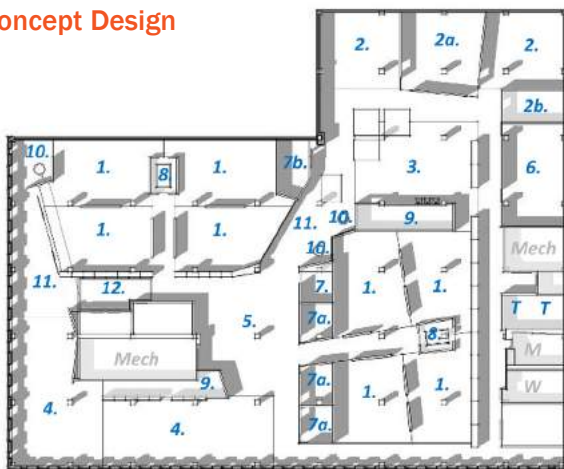 oncept Design
2. 2a. 2.
2b.
10. 1. 8. 1. 7b. 3. 6.
11. 10. 9.
1. 1. 10. Mech
11. 12. 7. 1. 1.
5. 7a. 8. T T
Mech M
9. 7a. 1. 1. W
4. 4. 7a.